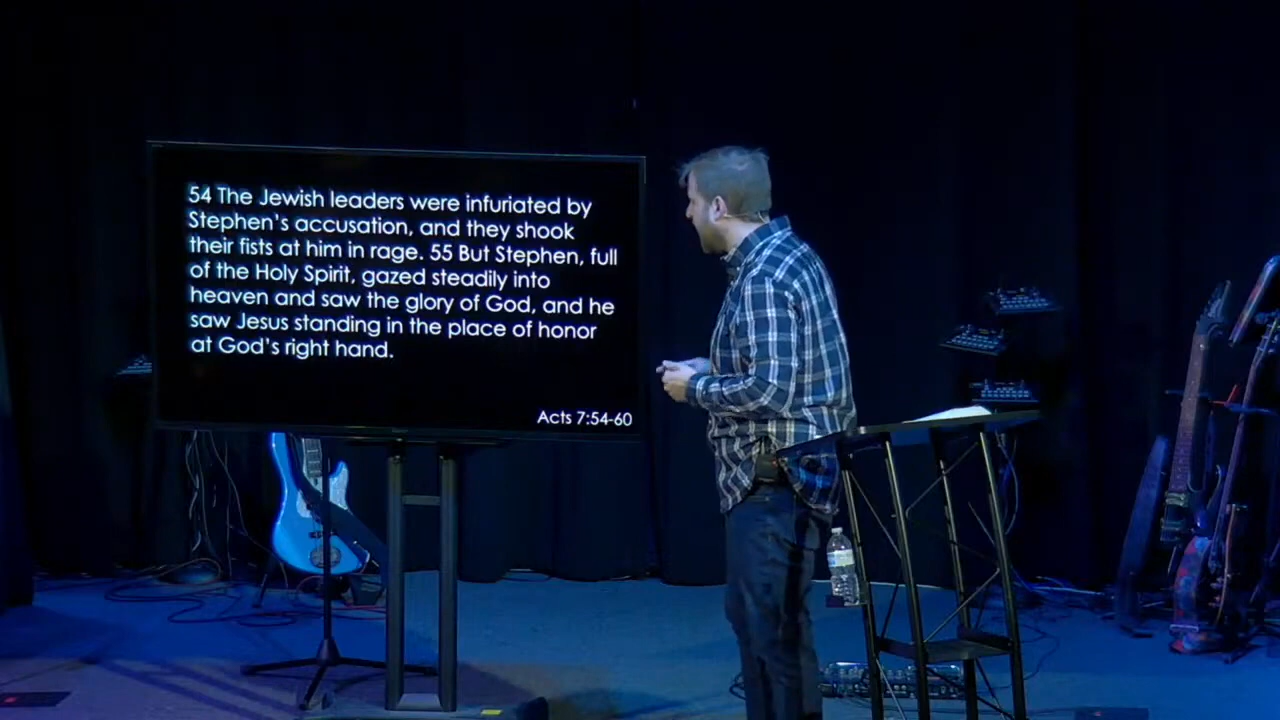 54 The Jewish leaders were infuriated by
Stephen's accusation, and they shook
their fists at him in rage. 55 But Stephen, full
of the Holy Spirit, gazed steadily into
heaven and saw the glory of God, and he
saw Jesus standing in the place of honor
at God's right hand.
Acts 7:54-60